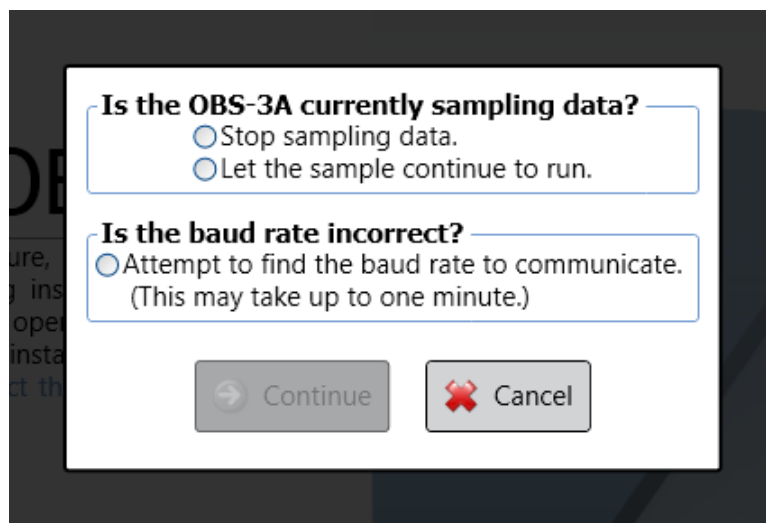 Is the OBS-3A currently sampling data?
Stop sampling data.
Let the sample continue to run.
Is the baud rate incorrect?
Attempt to find the baud rate to communicate.
(This may take up to one minute.)
Continue
Cancel